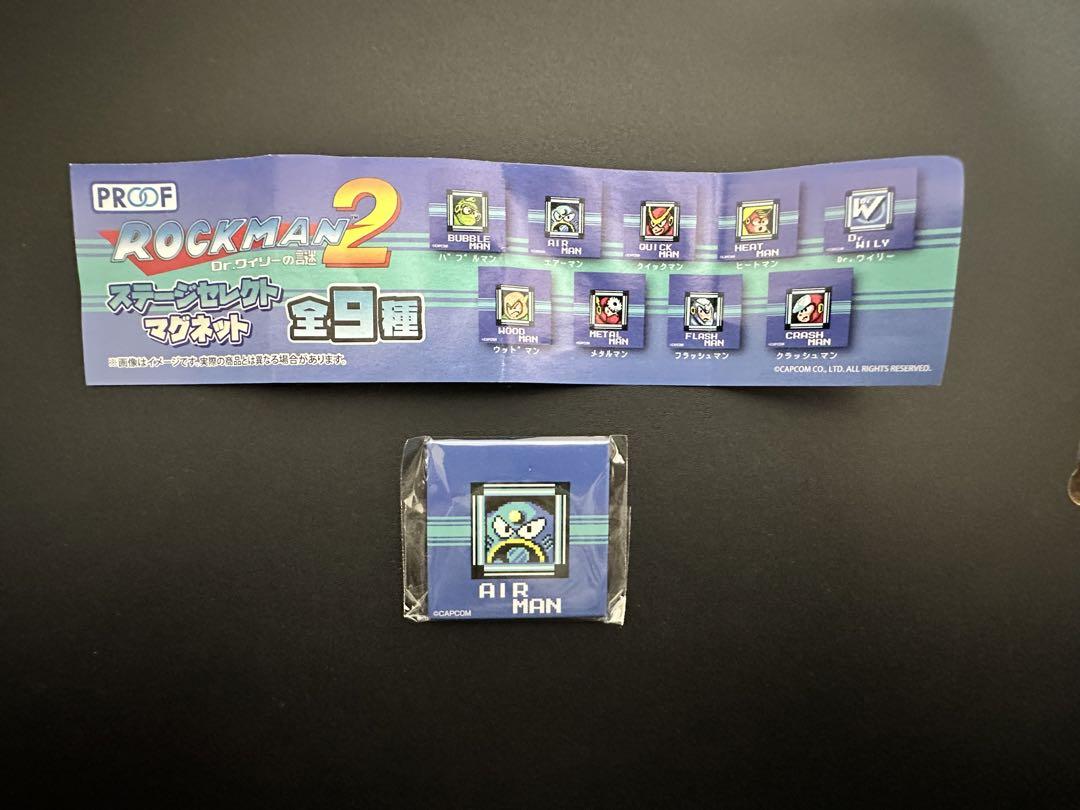 PROOF
ROCKMAN 2
Dr.ワイリーの謎
ステージセレクト
マグネット
全9種
※画像はイメージです。実際の商品とは異なる場合があります。
BUBBLE
MAN
バブルマン
AIR
MAN
エアーマン
QUICK
MAN
クイックマン
HEAT
MAN
ヒートマン
Dr.
WILY
Dr.ワイリー
WOOD
MAN
ウッドマン
METAL
MAN
メタルマン
FLASH
MAN
フラッシュマン
CRASH
MAN
クラッシュマン
©CAPCOM CO., LTD. ALL RIGHTS RESERVED.
AIR
MAN
©CAPCOM